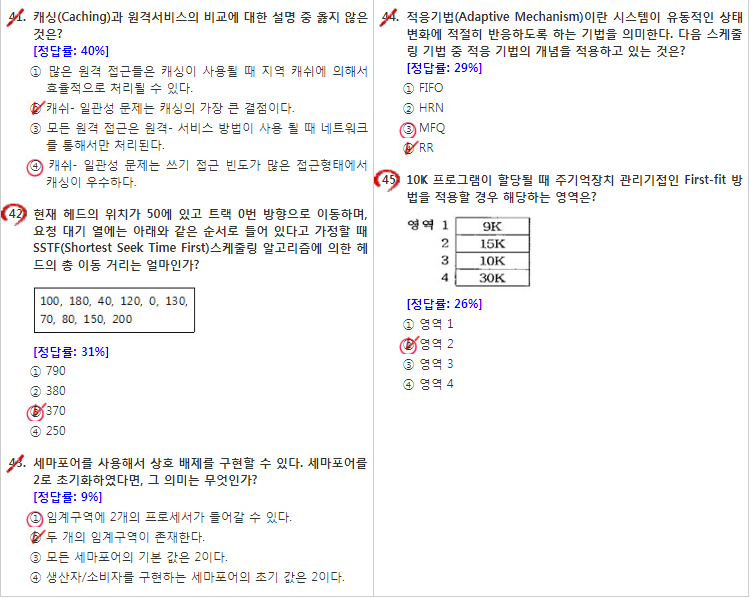 41. 캐싱(Caching)과 원격서비스의 비교에 대한 설명 중 옳지 않은
것은?
[정답률: 40%]
① 많은 원격 접근들은 캐싱이 사용될 때 지역 캐쉬에 의해서
효율적으로 처리될 수 있다.
② 캐쉬- 일관성 문제는 캐싱의 가장 큰 결점이다.
③ 모든 원격 접근은 원격- 서비스 방법이 사용 될 때 네트워크
를 통해서만 처리된다.
④ 캐쉬- 일관성 문제는 쓰기 접근 빈도가 많은 접근형태에서
캐싱이 우수하다.
42. 현재 헤드의 위치가 50에 있고 트랙 0번 방향으로 이동하며,
요청 대기 열에는 아래와 같은 순서로 들어 있다고 가정할 때
SSTF(Shortest Seek Time First)스케줄링 알고리즘에 의한 헤
드의 총 이동 거리는 얼마인가?
100, 180, 40, 120, 0, 130,
70, 80, 150, 200
[정답률: 31%]
① 790
② 380
③ 370
④ 250
43. 세마포어를 사용해서 상호 배제를 구현할 수 있다. 세마포어를
2로 초기화하였다면, 그 의미는 무엇인가?
[정답률: 9%]
① 임계구역에 2개의 프로세서가 들어갈 수 있다.
② 두 개의 임계구역이 존재한다.
③ 모든 세마포어의 기본 값은 2이다.
④ 생산자/소비자를 구현하는 세마포어의 초기 값은 2이다.
44. 적응기법(Adaptive Mechanism)이란 시스템이 유동적인 상태
변화에 적절히 반응하도록 하는 기법을 의미한다. 다음 스케줄
링 기법 중 적응 기법의 개념을 적용하고 있는 것은?
[정답률: 29%]
① FIFO
② HRN
③ MFQ
④ RR
45. 10K 프로그램이 할당될 때 주기억장치 관리기접인 First-fit 방
법을 적용할 경우 해당하는 영역은?
영역 1 9K
2 15K
3 10K
4 30K
[정답률: 26%]
① 영역 1
② 영역 2
③ 영역 3
④ 영역 4